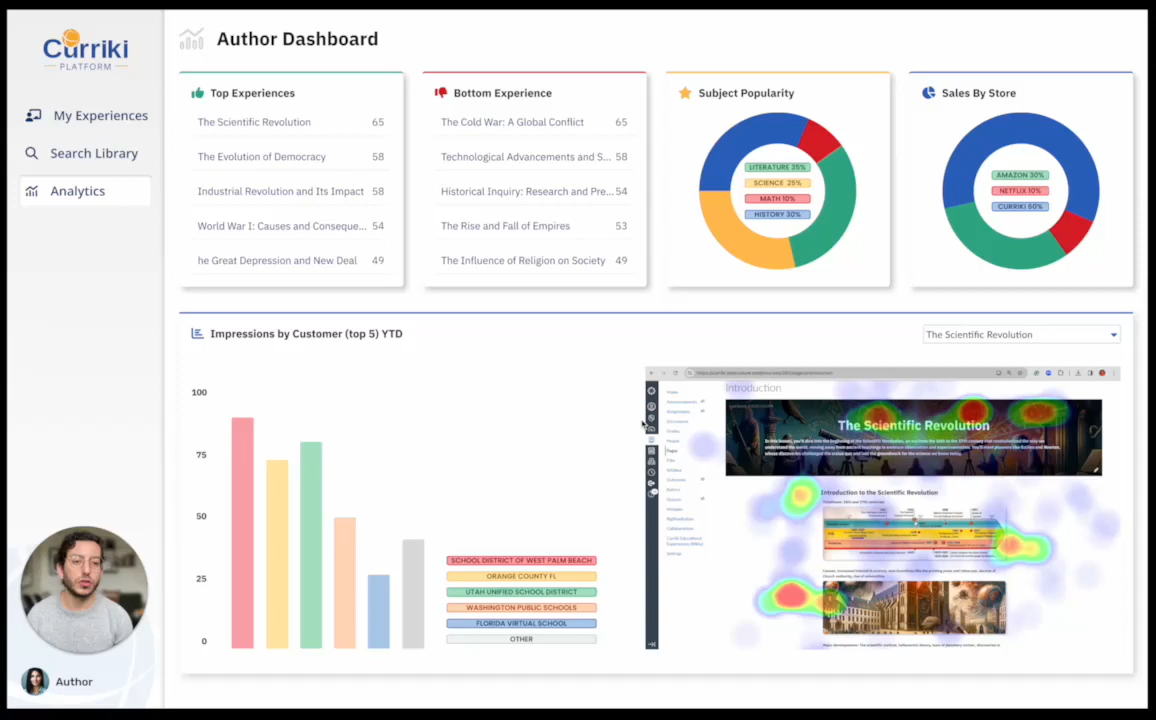 Curriki
PLATFORM
My Experiences
Search Library
Analytics
Author
Author Dashboard
Top Experiences
The Scientific Revolution 65
The Evolution of Democracy 58
Industrial Revolution and Its Impact 58
World War I: Causes and Conseque... 54
he Great Depression and New Deal 49
Bottom Experience
The Cold War: A Global Conflict 65
Technological Advancements and S... 58
Historical Inquiry: Research and Pre... 54
The Rise and Fall of Empires 53
The Influence of Religion on Society 49
Subject Popularity
LITERATURE 35%
SCIENCE 25%
MATH 10%
HISTORY 30%
Sales By Store
AMAZON 30%
NETFLIX 10%
CURRIKI 60%
Impressions by Customer (top 5) YTD
The Scientific Revolution
100
75
50
25
0
SCHOOL DISTRICT OF WEST PALM BEACH
ORANGE COUNTY FL
UTAH UNIFIED SCHOOL DISTRICT
WASHINGTON PUBLIC SCHOOLS
FLORIDA VIRTUAL SCHOOL
OTHER
Introduction
The Scientific Revolution
Introduction to the Scientific Revolution